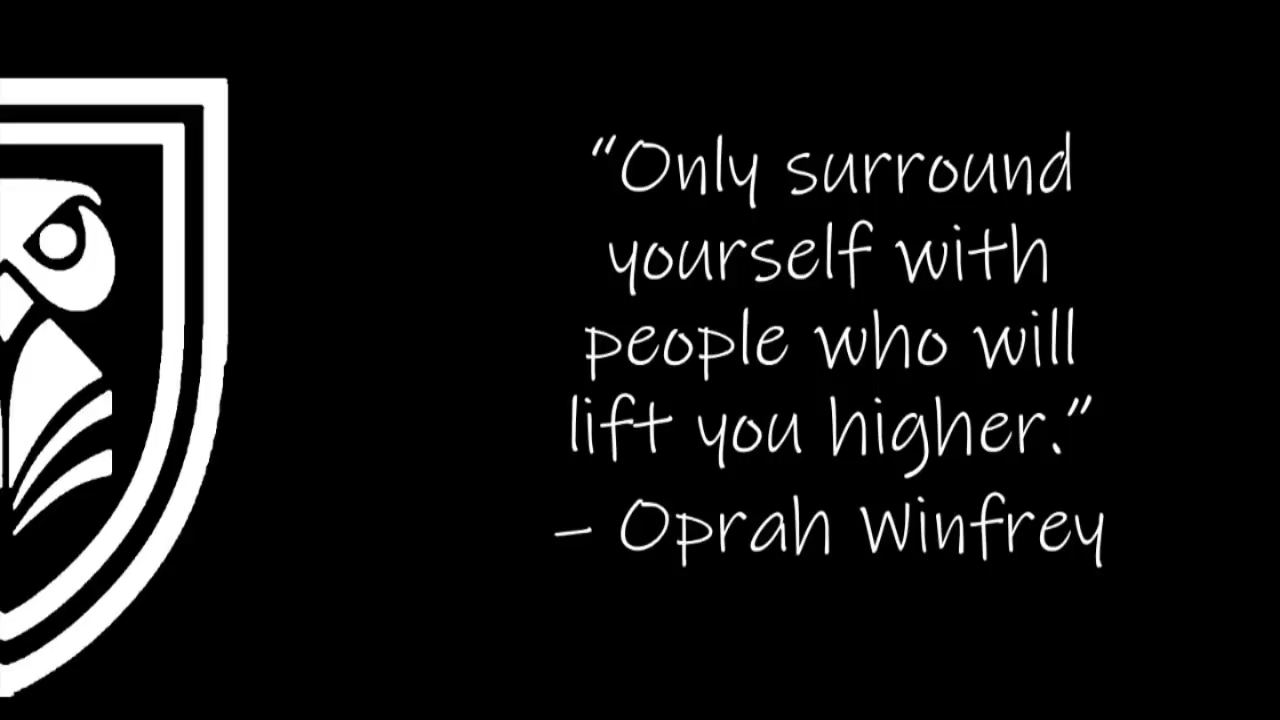 “Only surround
yourself with
people who will
lift you higher.”
– Oprah Winfrey